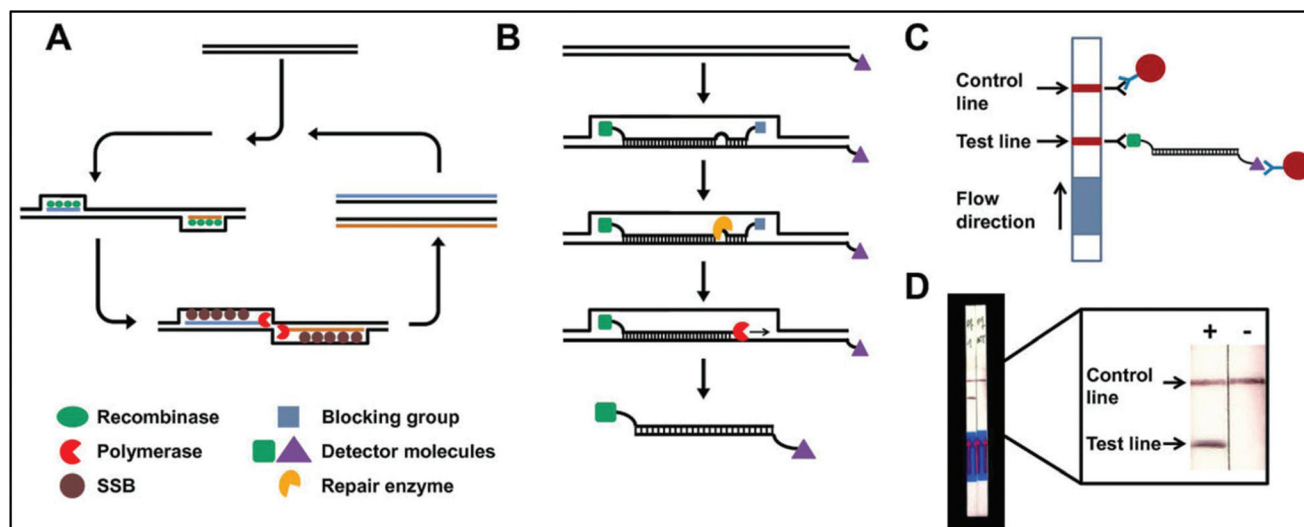 A
B
C
Control
line
Test line
Flow
direction
D
+ -
Control
line
Test line
Recombinase
Polymerase
SSB
Blocking group
Detector molecules
Repair enzyme